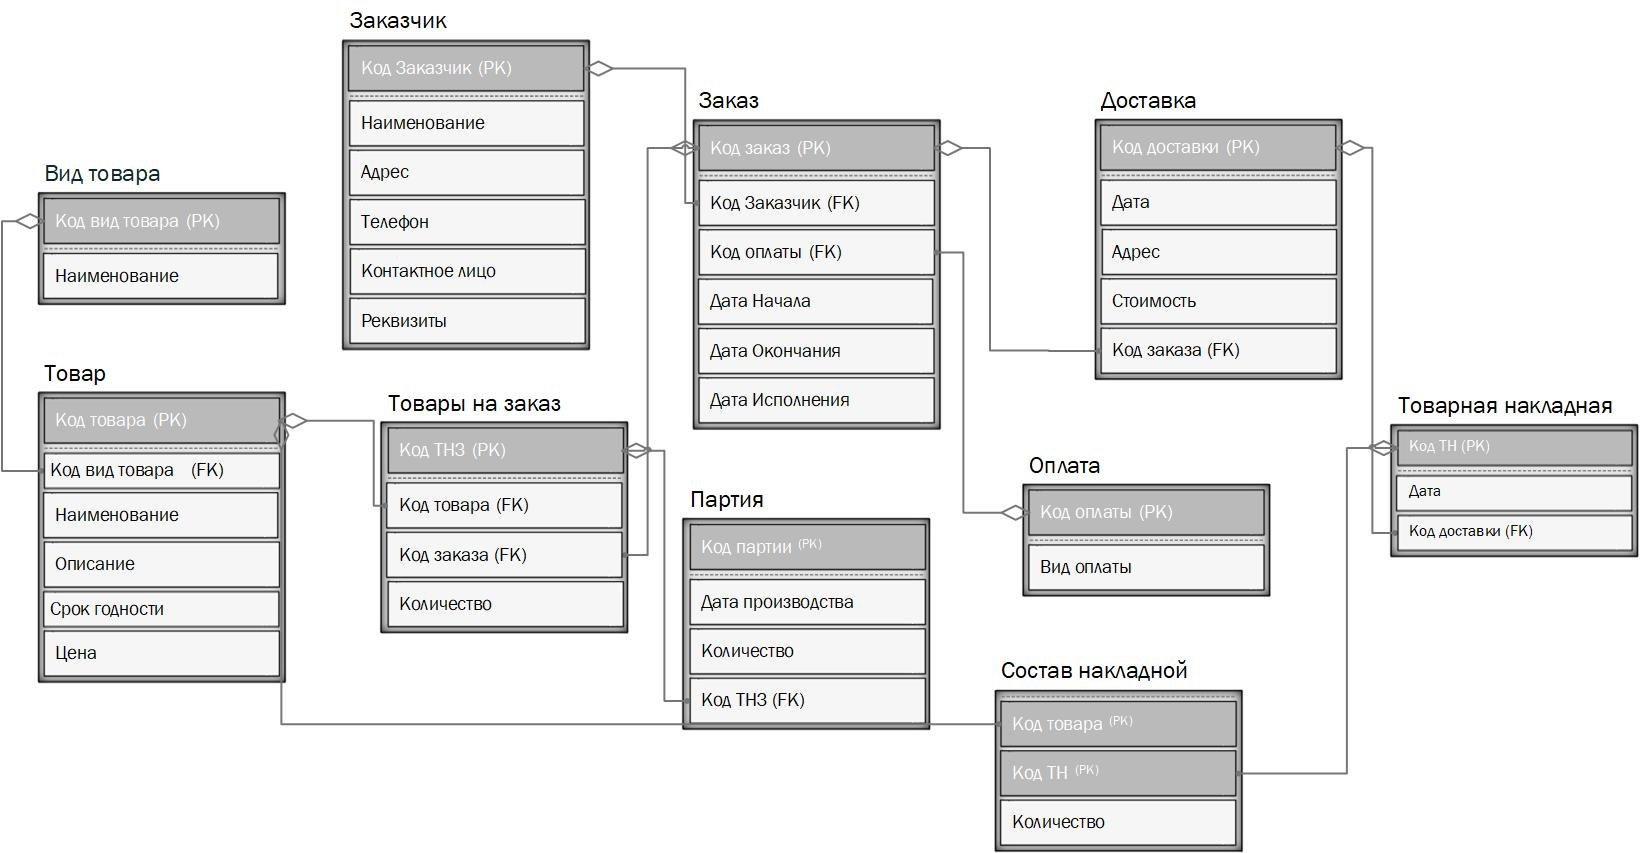 Заказчик
Код Заказчик (PK)
Наименование
Адрес
Телефон
Контактное лицо
Реквизиты
Заказ
Код заказ (PK)
Код Заказчик (FK)
Код оплаты (FK)
Дата Начала
Дата Окончания
Дата Исполнения
Доставка
Код доставки (PK)
Дата
Адрес
Стоимость
Код заказа (FK)
Вид товара
Код вид товара (PK)
Наименование
Товар
Код товара (PK)
Код вид товара (FK)
Наименование
Описание
Срок годности
Цена
Товары на заказ
Код ТНЗ (PK)
Код товара (FK)
Код заказа (FK)
Количество
Партия
Код партии (PK)
Дата производства
Количество
Код ТНЗ (FK)
Оплата
Код оплаты (PK)
Вид оплаты
Товарная накладная
Код ТН (PK)
Дата
Код доставки (FK)
Состав накладной
Код товара (PK)
Код ТН (PK)
Количество